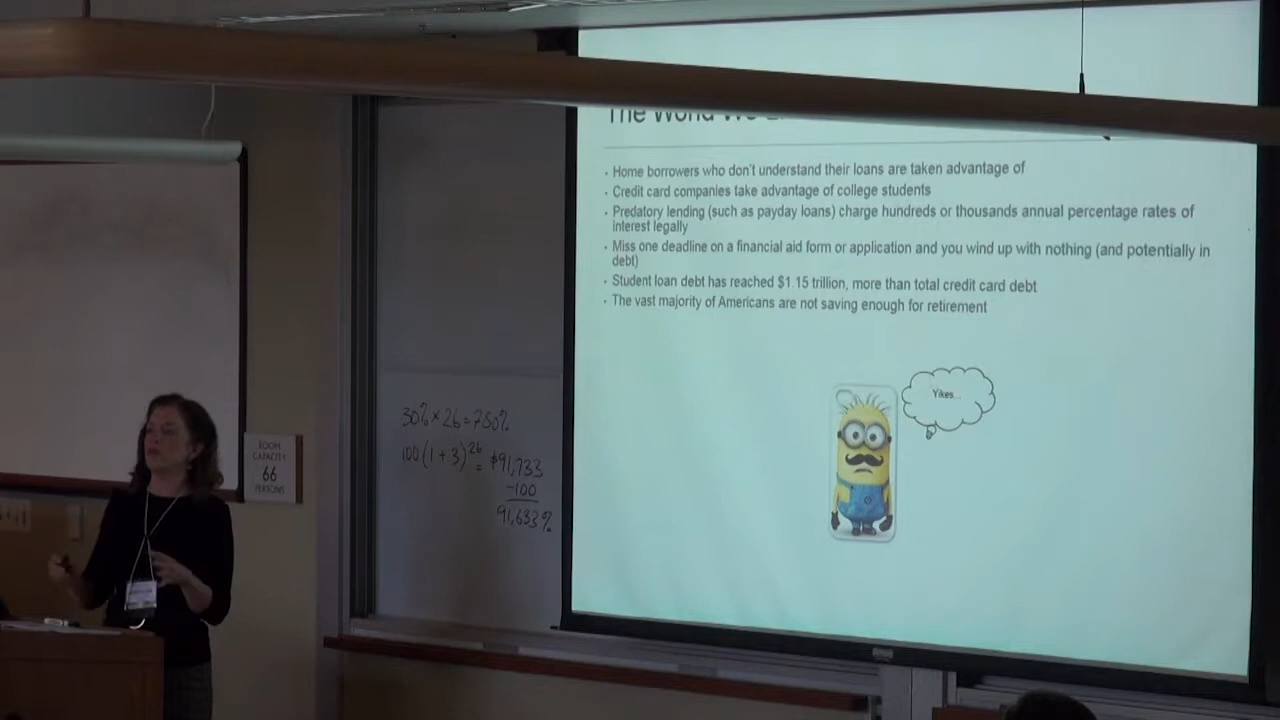 The World We
• Home borrowers who don't understand their loans are taken advantage of
• Credit card companies take advantage of college students
• Predatory lending (such as payday loans) charge hundreds or thousands annual percentage rates of
interest legally
• Miss one deadline on a financial aid form or application and you wind up with nothing (and potentially in
debt)
• Student loan debt has reached $1.15 trillion, more than total credit card debt
• The vast majority of Americans are not saving enough for retirement
Yikes...
30% × 26 = 780%
100(1 + 3)^26 = $91,733
-100
91,633%
ROOM
CAPACITY
66
PERSONS